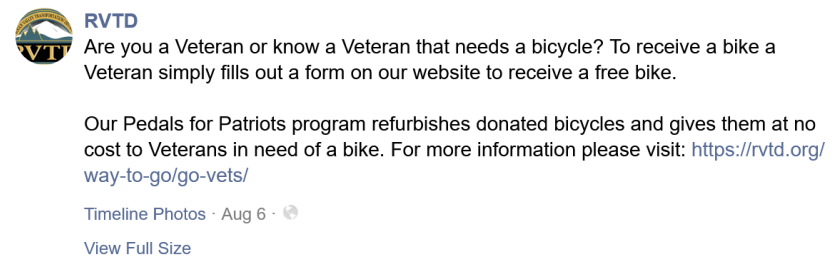 RVTD
RVTD
Are you a Veteran or know a Veteran that needs a bicycle? To receive a bike a
Veteran simply fills out a form on our website to receive a free bike.
Our Pedals for Patriots program refurbishes donated bicycles and gives them at no
cost to Veterans in need of a bike. For more information please visit: https://rvtd.org/
way-to-go/go-vets/
Timeline Photos · Aug 6 ·
View Full Size